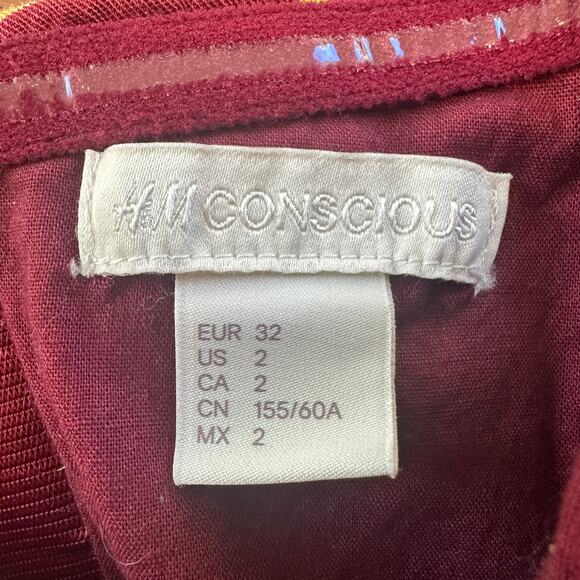 H&M CONSCIOUS
EUR 32
US 2
CA 2
CN 155/60A
MX 2